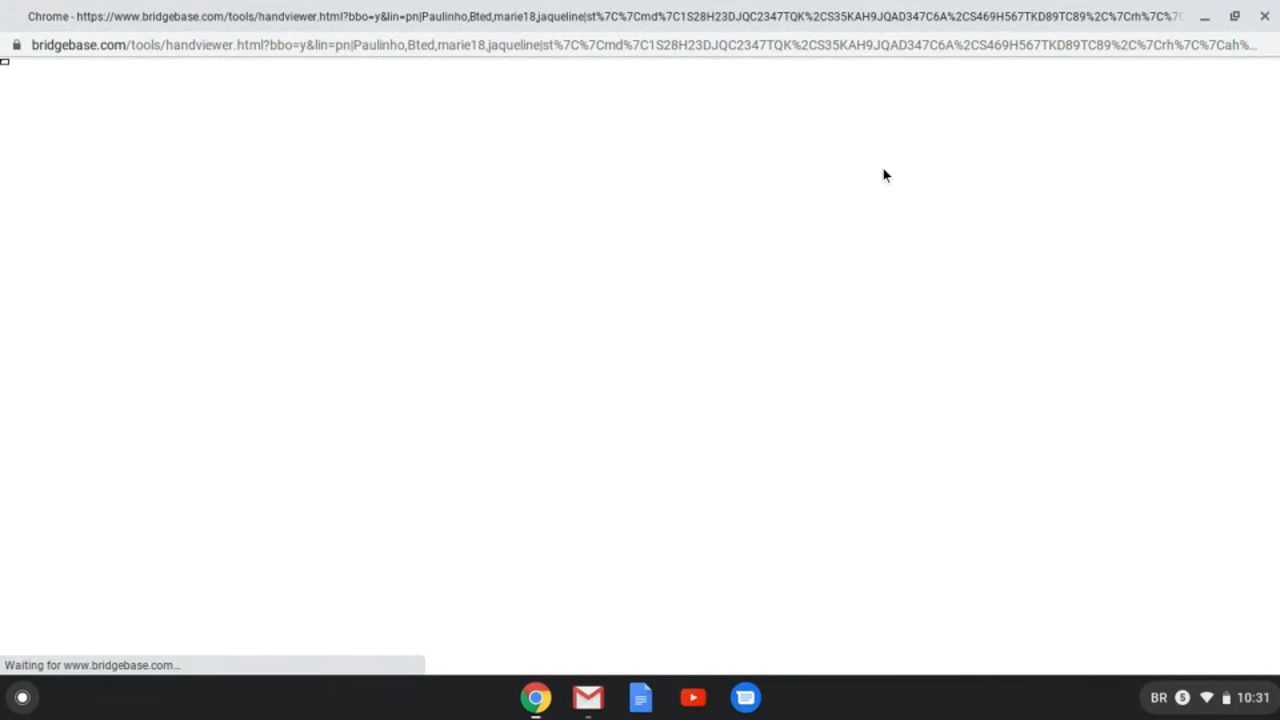 Chrome - https://www.bridgebase.com/tools/handviewer.html?bbo=y&lin=pn|Paulinho,Bted,marie18,jaqueline|st%7C%7Cmd%7C1S28H23DJQC2347TQK%2CS35KAH9JQAD347C6A%2CS469H567TKD89TC89%2C%7Crh%7C%7C
bridgebase.com/tools/handviewer.html?bbo=y&lin=pn|Paulinho,Bted,marie18,jaqueline|st%7C%7Cmd%7C1S28H23DJQC2347TQK%2CS35KAH9JQAD347C6A%2CS469H567TKD89TC89%2C%7Crh%7C%7Cah%...
Waiting for www.bridgebase.com...
BR 5 10:31